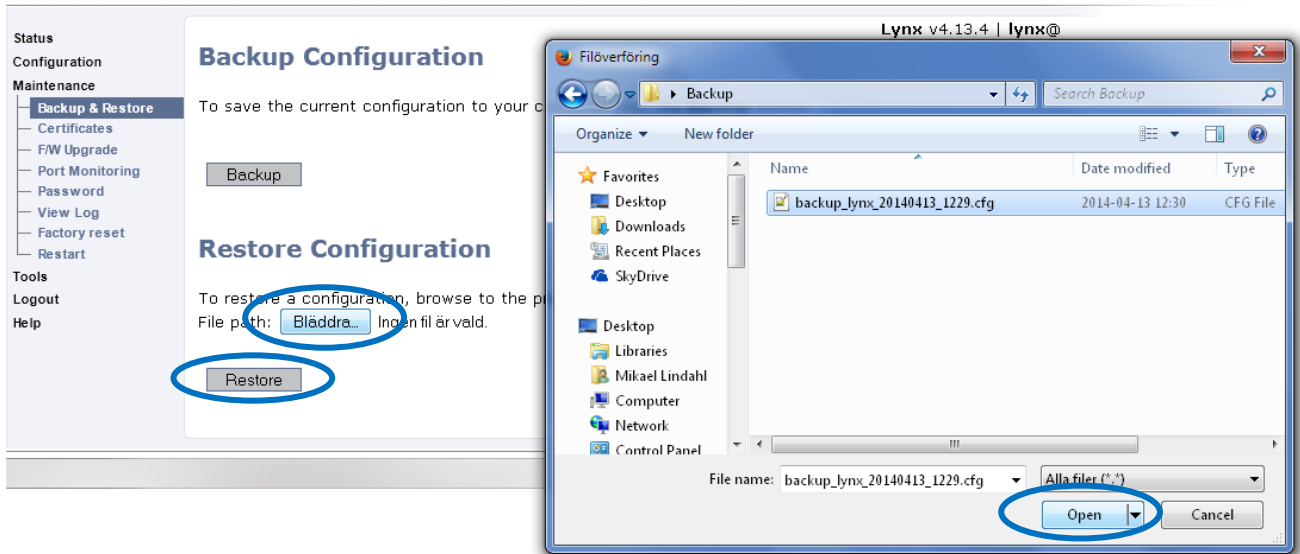 Lynx v4.13.4 | lynx@
Status
Configuration
Maintenance
Backup & Restore
Certificates
F/W Upgrade
Port Monitoring
Password
View Log
Factory reset
Restart
Tools
Logout
Help
Backup Configuration
To save the current configuration to your c
Backup
Restore Configuration
To restore a configuration, browse to the p
File path: Bläddra... Ingen fil är vald.
Restore
Filöverföring
Backup
Search Backup
Organize
New folder
Favorites
Desktop
Downloads
Recent Places
SkyDrive
Desktop
Libraries
Mikael Lindahl
Computer
Network
Control Panel
Name Date modified Type
backup_lynx_20140413_1229.cfg 2014-04-13 12:30 CFG File
File name: backup_lynx_20140413_1229.cfg
Alla filer (*.*)
Open
Cancel